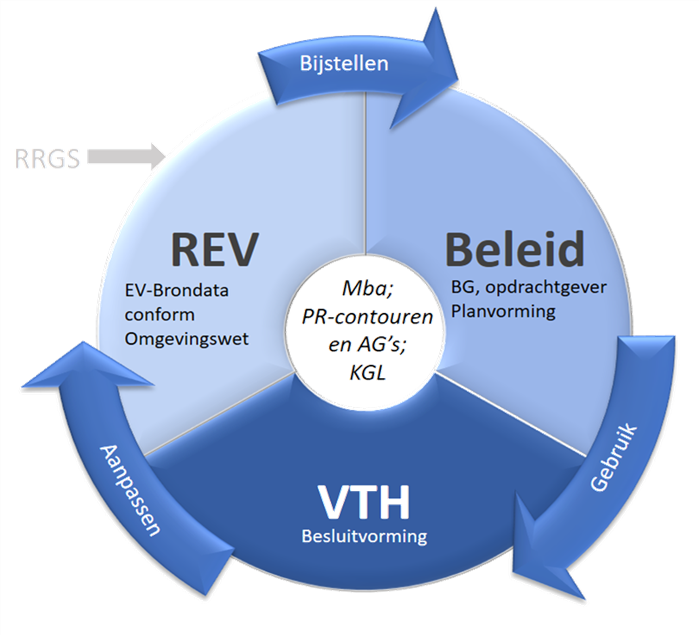 Bijstellen
RRGS
REV
EV-Brondata
conform
Omgevingswet
Beleid
BG, opdrachtgever
Planvorming
Mba;
PR-contouren
en AG's;
KGL
Gebruik
VTH
Besluitvorming
Aanpassen